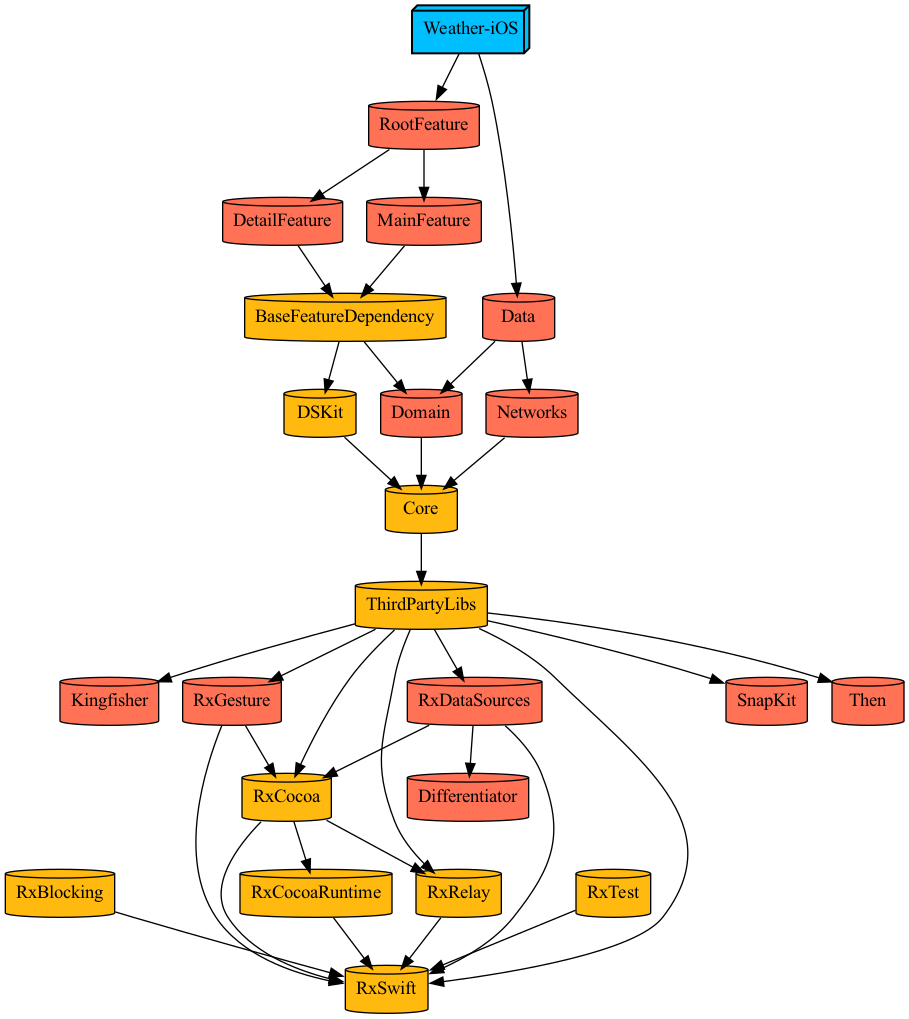 Weather-iOS
RootFeature
DetailFeature
MainFeature
BaseFeatureDependency
Data
DSKit
Domain
Networks
Core
ThirdPartyLibs
Kingfisher
RxGesture
RxDataSources
SnapKit
Then
RxCocoa
Differentiator
RxBlocking
RxCocoaRuntime
RxRelay
RxTest
RxSwift